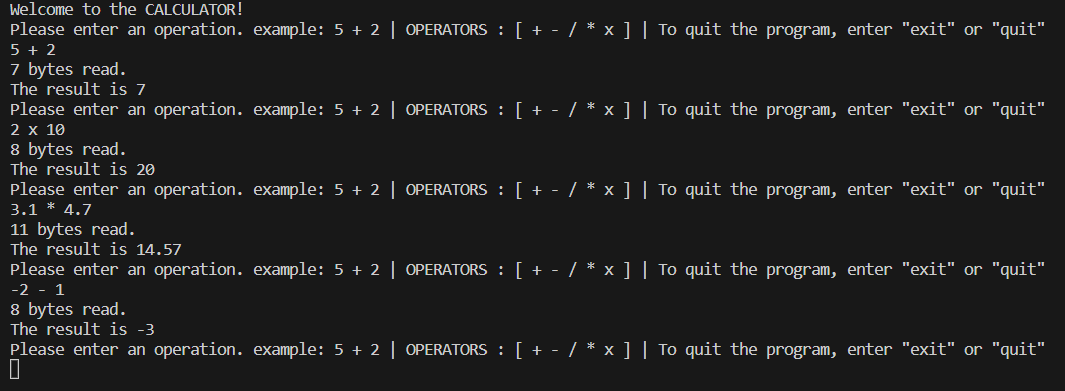 Welcome to the CALCULATOR!
Please enter an operation. example: 5 + 2 | OPERATORS : [ + - / * x ] | To quit the program, enter "exit" or "quit"
5 + 2
7 bytes read.
The result is 7
Please enter an operation. example: 5 + 2 | OPERATORS : [ + - / * x ] | To quit the program, enter "exit" or "quit"
2 x 10
8 bytes read.
The result is 20
Please enter an operation. example: 5 + 2 | OPERATORS : [ + - / * x ] | To quit the program, enter "exit" or "quit"
3.1 * 4.7
11 bytes read.
The result is 14.57
Please enter an operation. example: 5 + 2 | OPERATORS : [ + - / * x ] | To quit the program, enter "exit" or "quit"
-2 - 1
8 bytes read.
The result is -3
Please enter an operation. example: 5 + 2 | OPERATORS : [ + - / * x ] | To quit the program, enter "exit" or "quit"